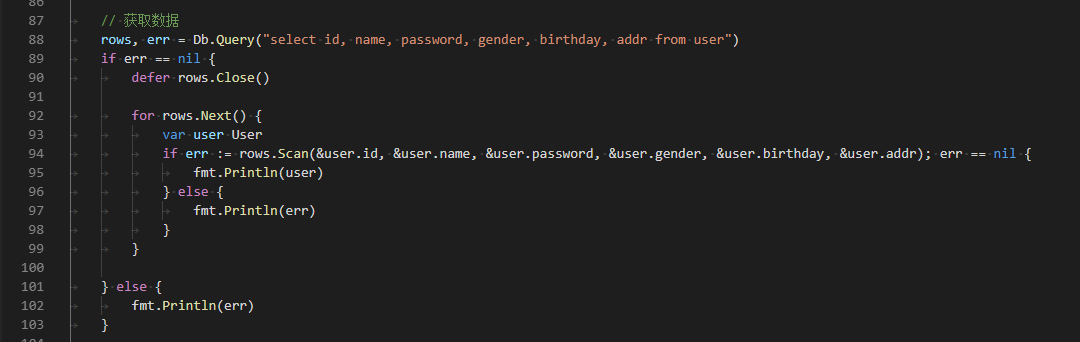 86
87 // 获取数据
88 rows, err = Db.Query("select id, name, password, gender, birthday, addr from user")
89 if err == nil {
90 defer rows.Close()
91
92 for rows.Next() {
93 var user User
94 if err := rows.Scan(&user.id, &user.name, &user.password, &user.gender, &user.birthday, &user.addr); err == nil {
95 fmt.Println(user)
96 } else {
97 fmt.Println(err)
98 }
99 }
100
101 } else {
102 fmt.Println(err)
103 }